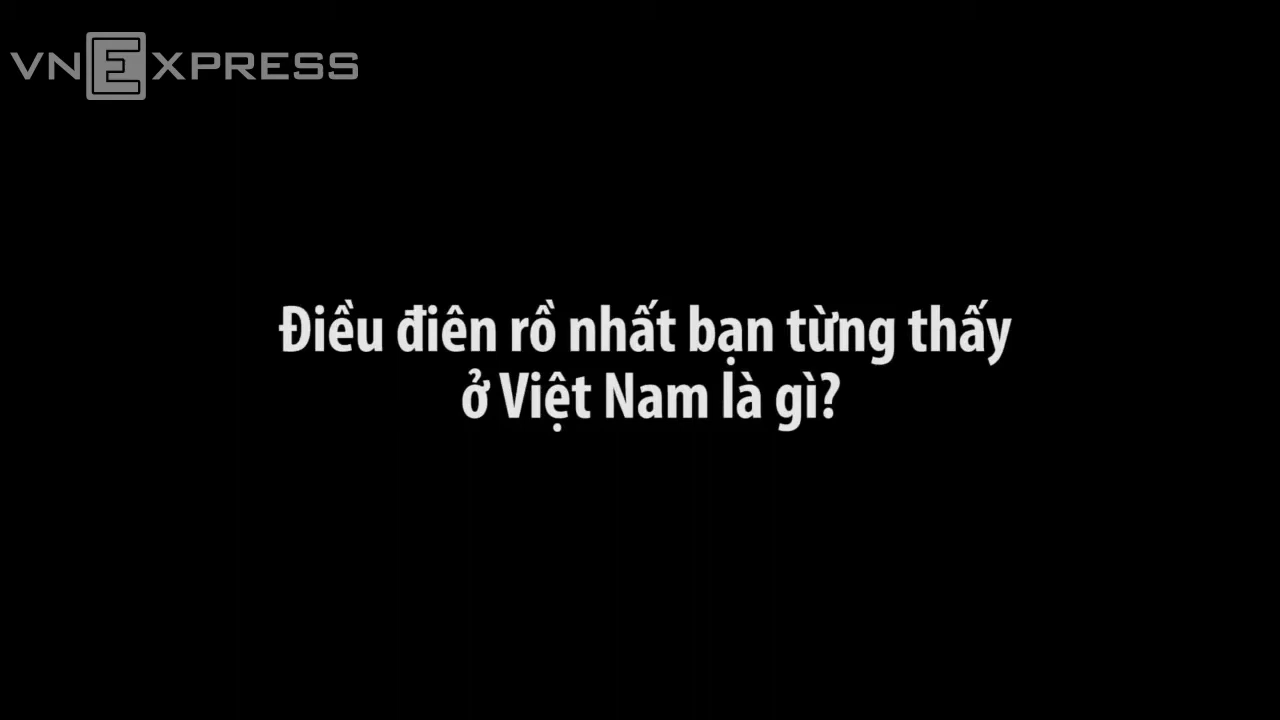 VNEXPRESS
Điều điên rồ nhất bạn từng thấy
ở Việt Nam là gì?